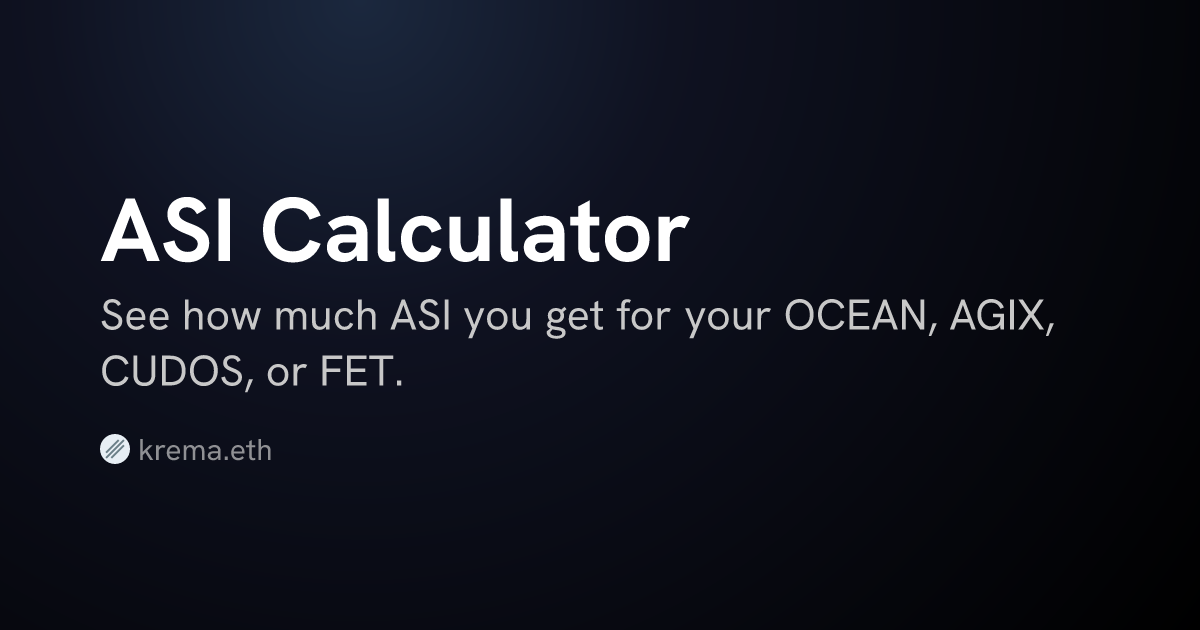 ASI Calculator
See how much ASI you get for your OCEAN, AGIX,
CUDOS, or FET.
krema.eth